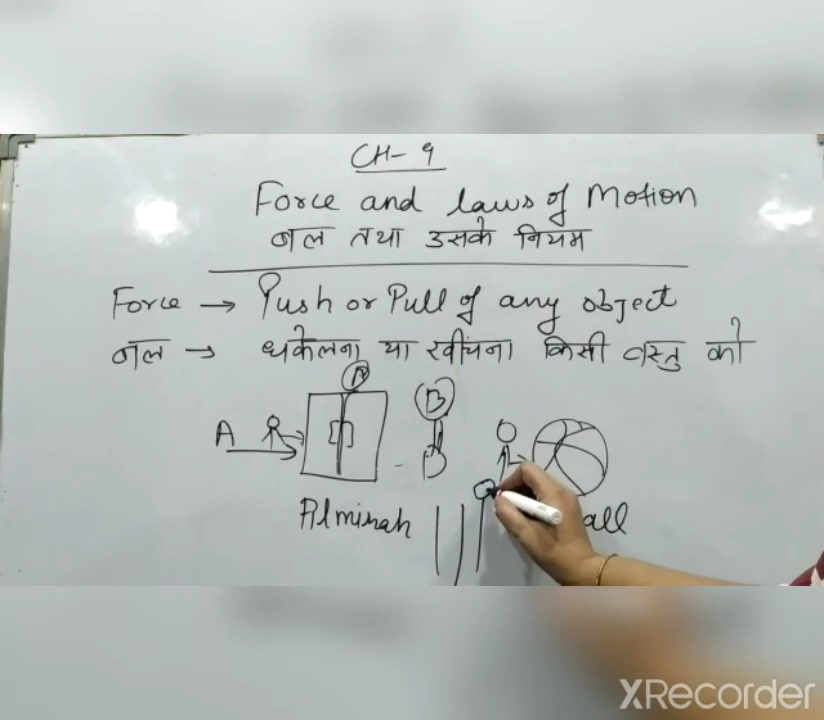 CH- 9
Force and laws of Motion
बल तथा उसके नियम
Force → Push or Pull of any object
बल → धकेलना या खींचना किसी वस्तु को
A
B
Almirah
all
XRecorder